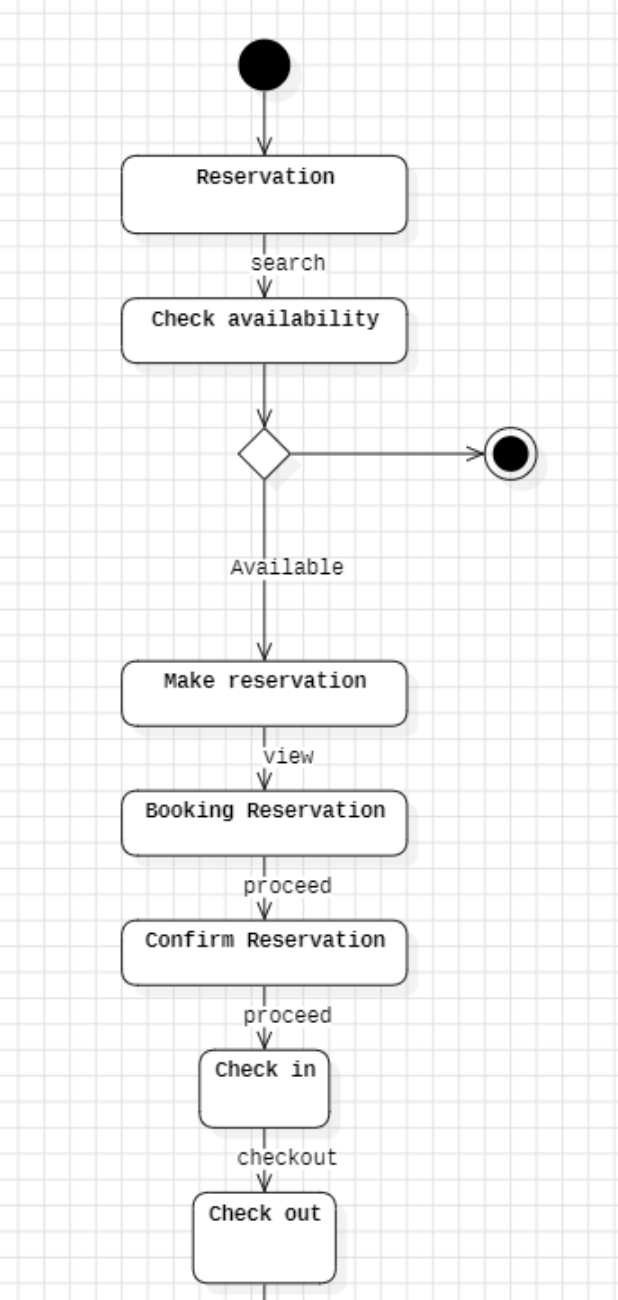 Reservation
search
Check availability
Available
Make reservation
view
Booking Reservation
proceed
Confirm Reservation
proceed
Check in
checkout
Check out